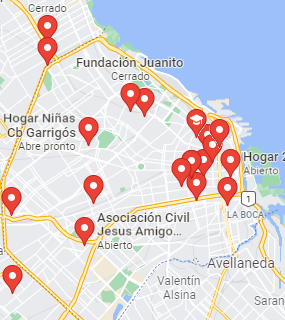 Cerrado
Fundación Juanito
Cerrado
Hogar Niñas
Cb Garrigós
Abre pronto
Hogar 2
Abierto
1
LA BOCA
Asociación Civil
Jesus Amigo...
Abierto
Avellaneda
Valentín
Alsina
Saran